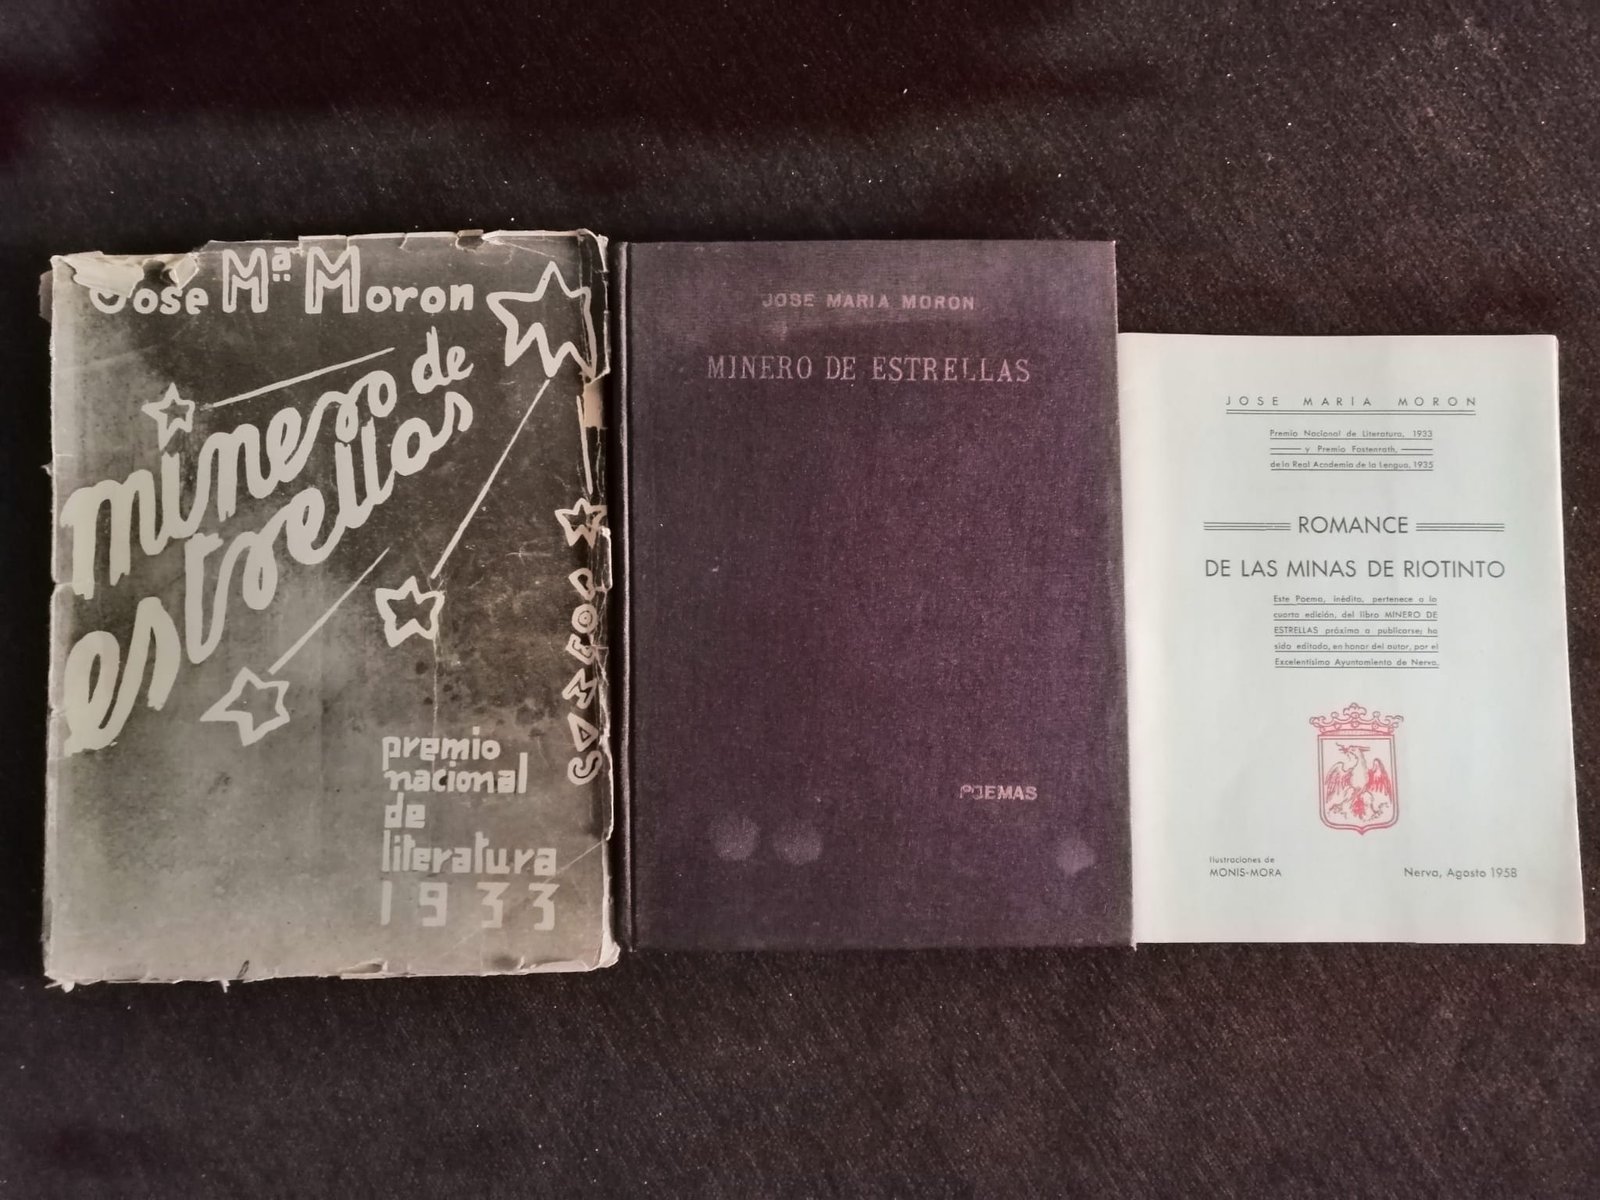 Jose Mª Moron
minero de
estrellas
POEMAS
premio
nacional
de
literatura
1933
JOSE MARIA MORON
MINERO DE ESTRELLAS
POEMAS
JOSE MARIA MORON
Premio Nacional de Literatura, 1933
y Premio Fastenrath,
de la Real Academia de la Lengua, 1935
ROMANCE
DE LAS MINAS DE RIOTINTO
Este Poema, inédito, pertenece a la
cuarta edición, del libro MINERO DE
ESTRELLAS próxima a publicarse; ha
sido editado, en honor del autor, por el
Excelentísimo Ayuntamiento de Nerva.
Ilustraciones de
MONIS-MORA
Nerva, Agosto 1958